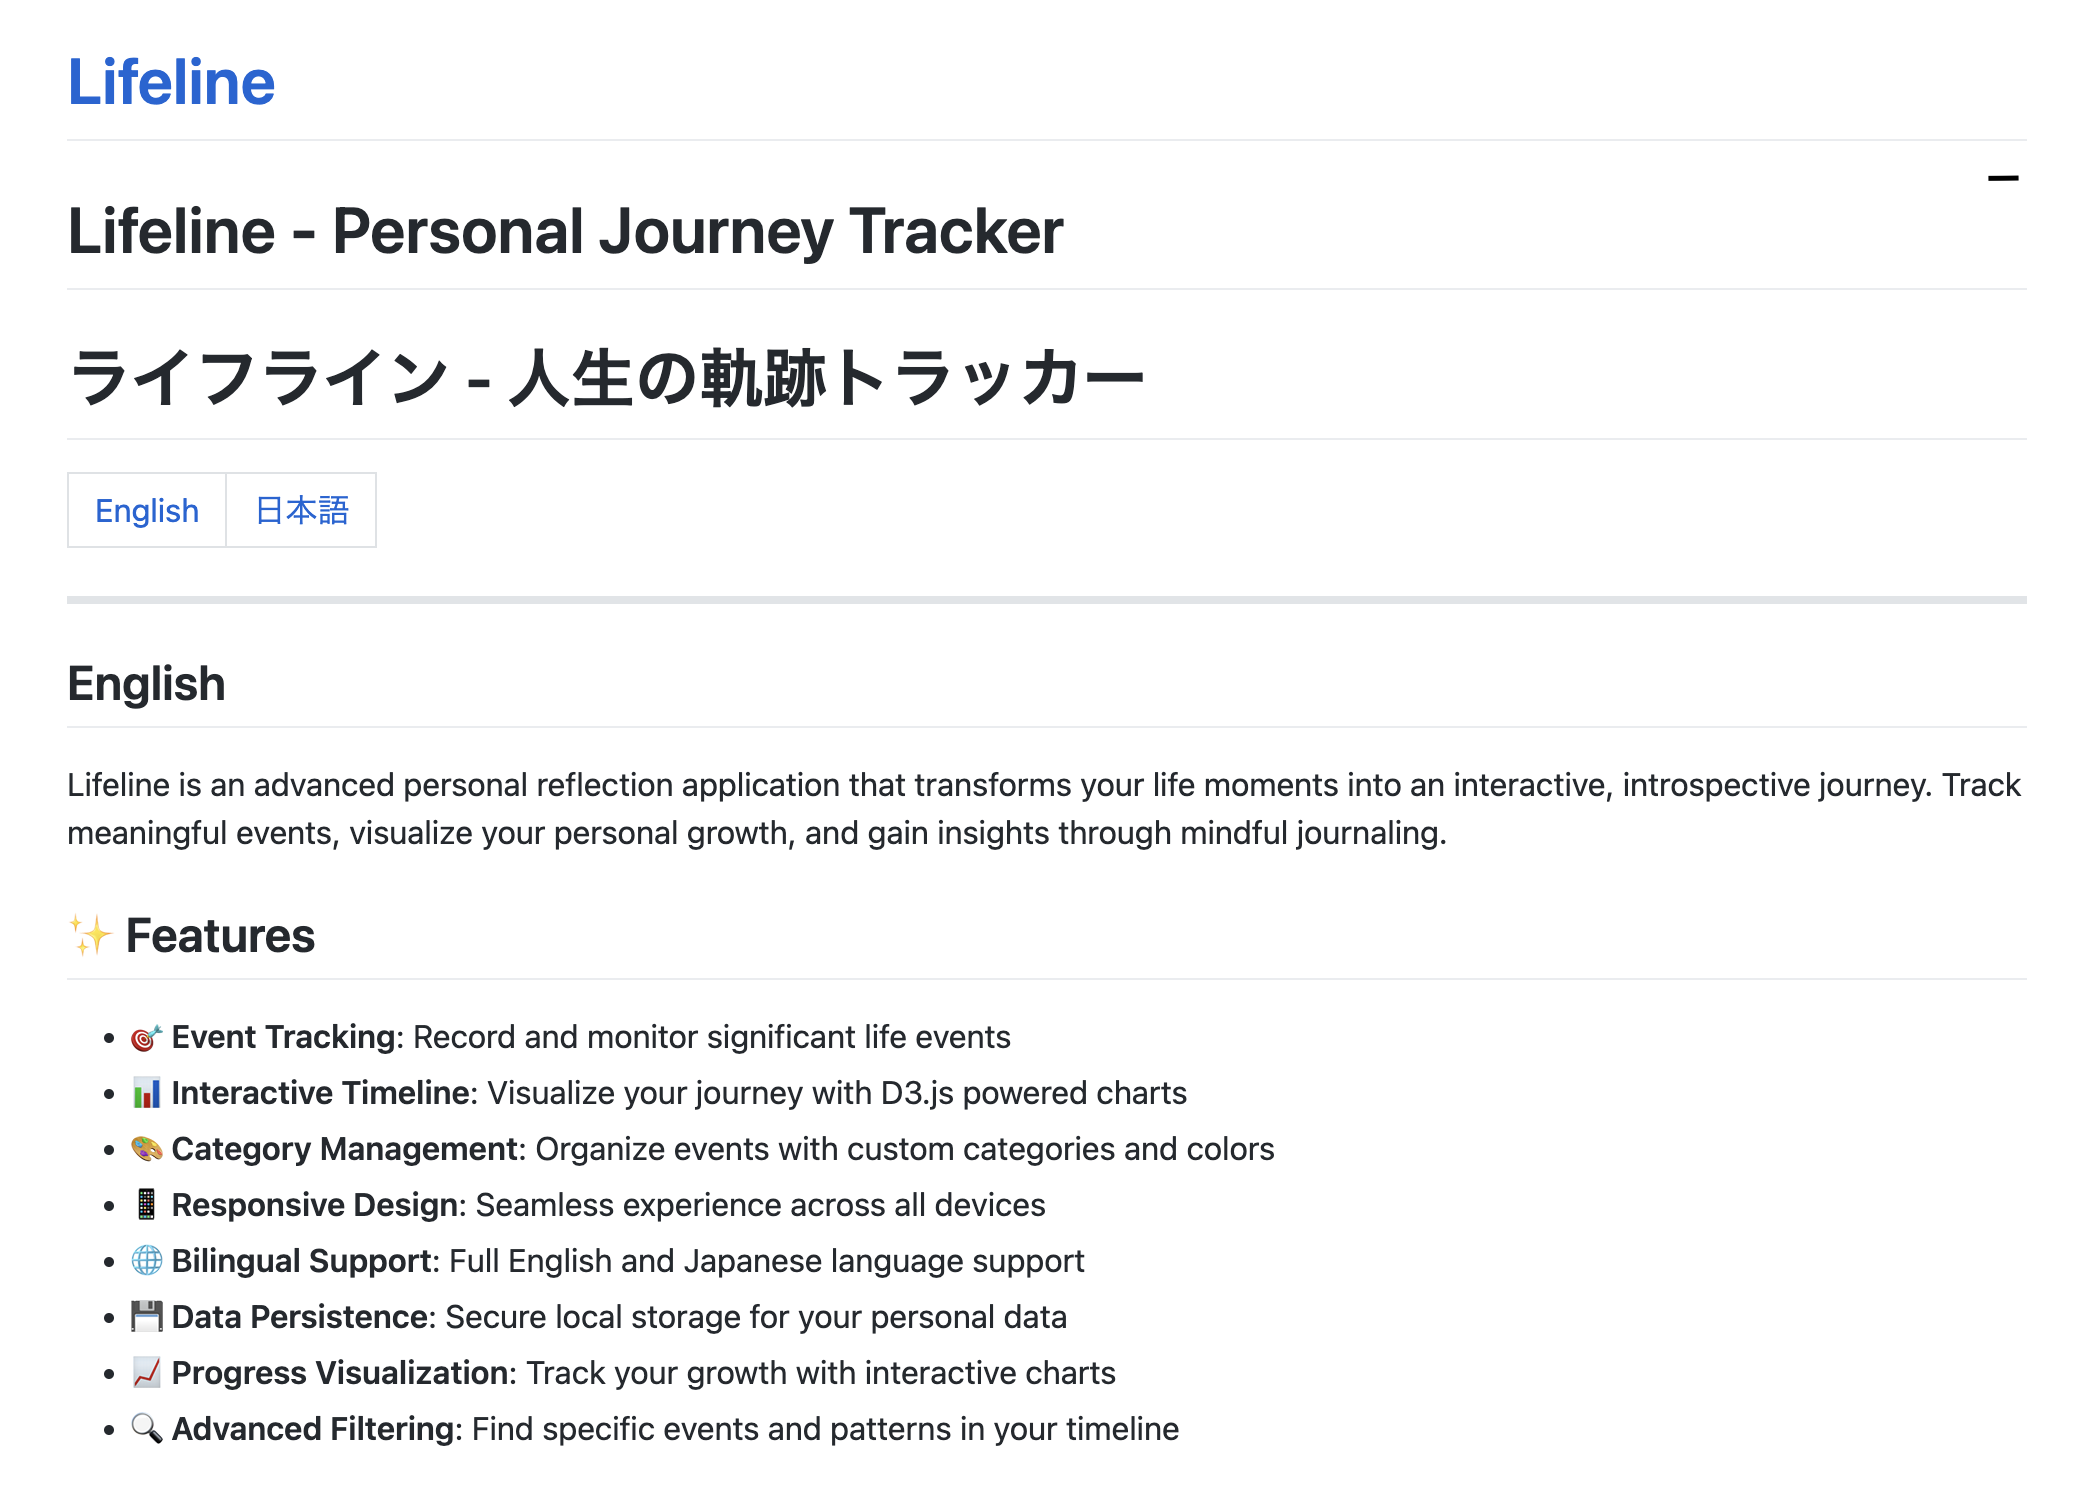 Lifeline
Lifeline - Personal Journey Tracker
ライフライン - 人生の軌跡トラッカー
English 日本語
English
Lifeline is an advanced personal reflection application that transforms your life moments into an interactive, introspective journey. Track
meaningful events, visualize your personal growth, and gain insights through mindful journaling.
✨ Features
• 🎯 Event Tracking: Record and monitor significant life events
• 📊 Interactive Timeline: Visualize your journey with D3.js powered charts
• 🎨 Category Management: Organize events with custom categories and colors
• 📱 Responsive Design: Seamless experience across all devices
• 🌐 Bilingual Support: Full English and Japanese language support
• 💾 Data Persistence: Secure local storage for your personal data
• 📈 Progress Visualization: Track your growth with interactive charts
• 🔍 Advanced Filtering: Find specific events and patterns in your timeline